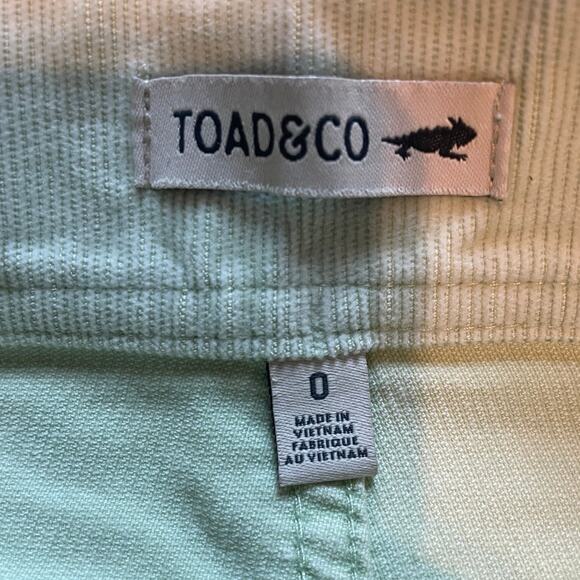 TOAD&CO
0
MADE IN
VIETNAM
FABRIQUE
AU VIETNAM